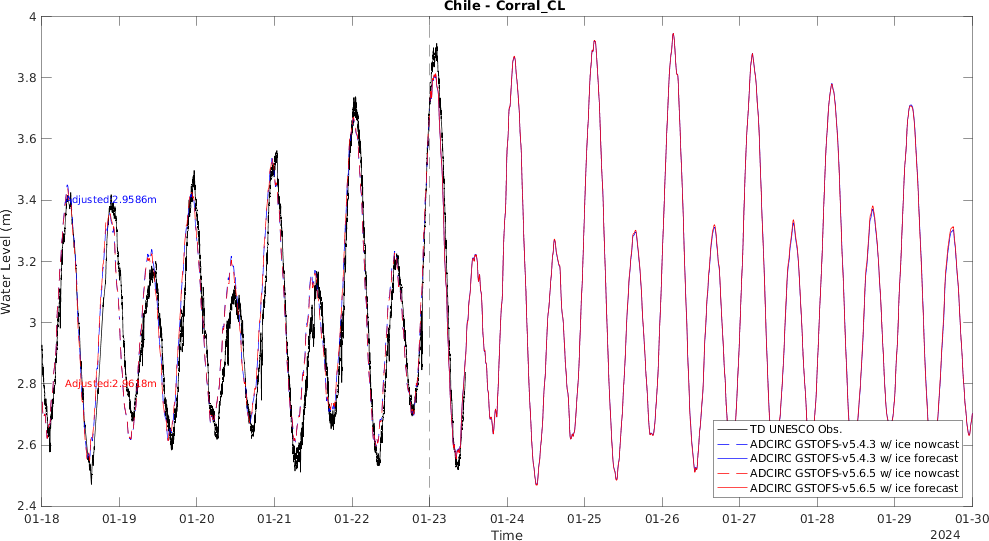 Chile - Corral_CL
Water Level (m)
4
3.8
3.6
3.4
3.2
3
2.8
2.6
2.4
Adjusted:2.9586m
Adjusted:2.9618m
TD UNESCO Obs.
ADCIRC GSTOFS-v5.4.3 w/ ice nowcast
ADCIRC GSTOFS-v5.4.3 w/ ice forecast
ADCIRC GSTOFS-v5.6.5 w/ ice nowcast
ADCIRC GSTOFS-v5.6.5 w/ ice forecast
01-18 01-19 01-20 01-21 01-22 01-23 01-24 01-25 01-26 01-27 01-28 01-29 01-30
Time
2024